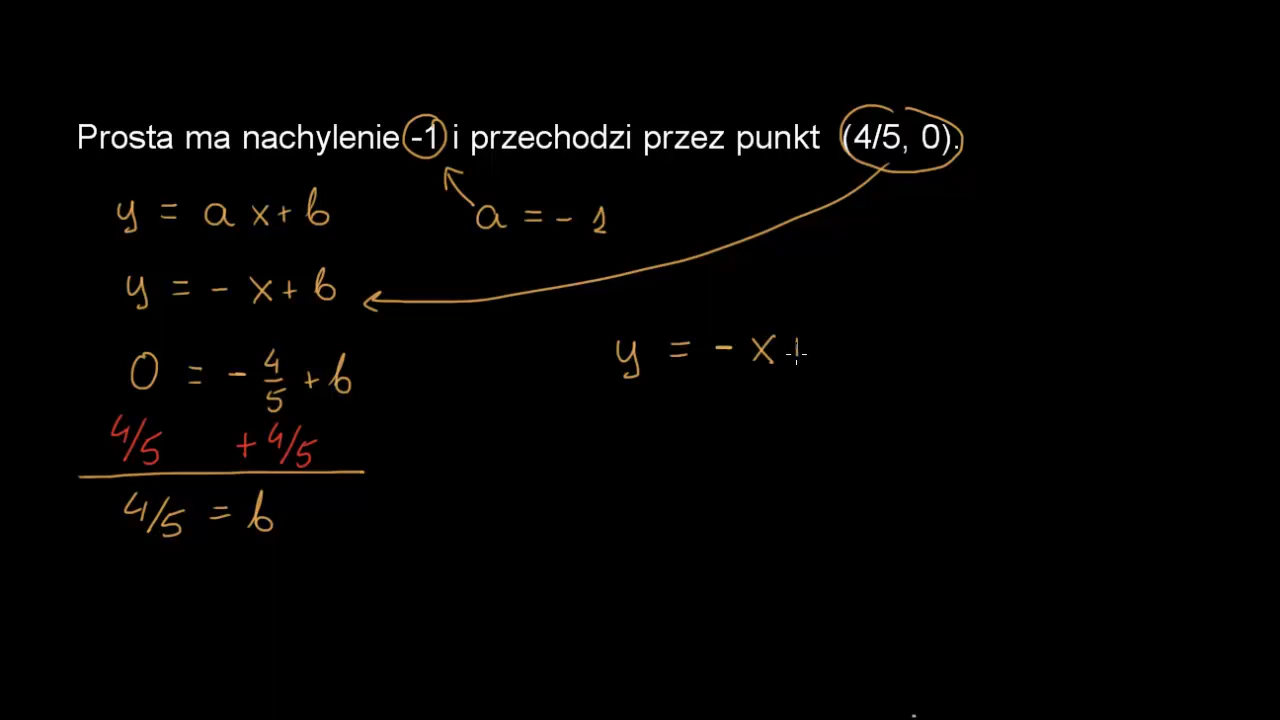 Prosta ma nachylenie -1 i przechodzi przez punkt (4/5, 0).
y = ax+b a = -1
y = -x+b
0 = -4/5 +b y = -x+
4/5 +4/5
4/5 = b